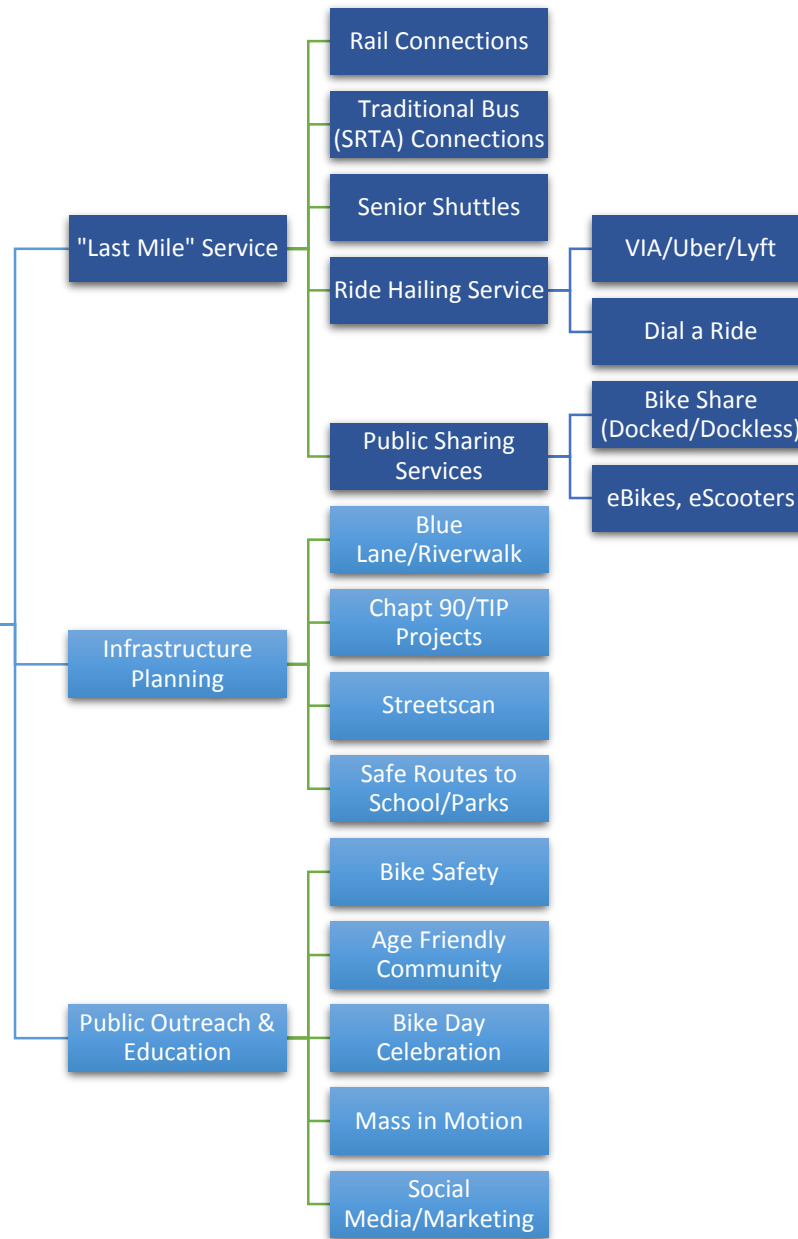 "Last Mile" Service
Rail Connections
Traditional Bus
(SRTA) Connections
Senior Shuttles
Ride Hailing Service
VIA/Uber/Lyft
Dial a Ride
Public Sharing
Services
Bike Share
(Docked/Dockless)
eBikes, eScooters
Infrastructure
Planning
Blue
Lane/Riverwalk
Chapt 90/TIP
Projects
Streetscan
Safe Routes to
School/Parks
Public Outreach &
Education
Bike Safety
Age Friendly
Community
Bike Day
Celebration
Mass in Motion
Social
Media/Marketing